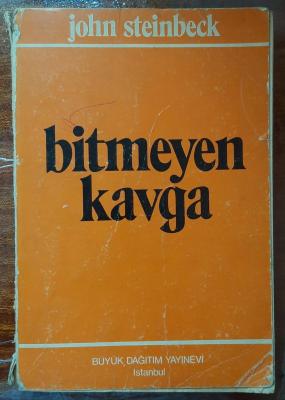 john steinbeck
bitmeyen
kavga
BÜYÜK DAĞITIM YAYINEVİ
İstanbul